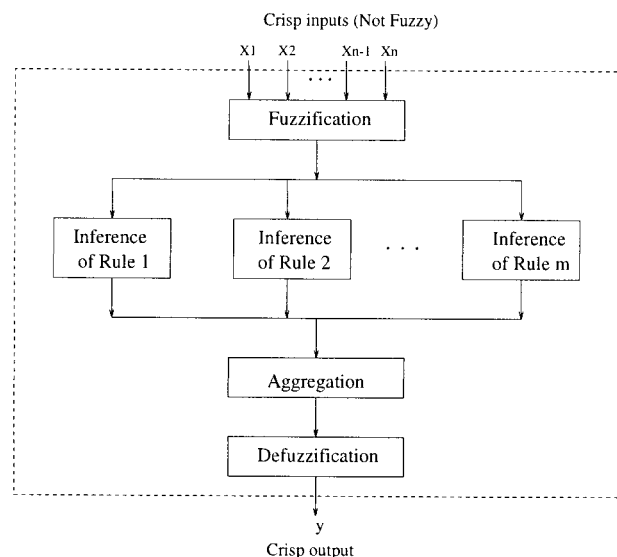 Crisp inputs (Not Fuzzy)
X1 X2 ... Xn-1 Xn
Fuzzification
Inference of Rule 1
Inference of Rule 2
...
Inference of Rule m
Aggregation
Defuzzification
y
Crisp output